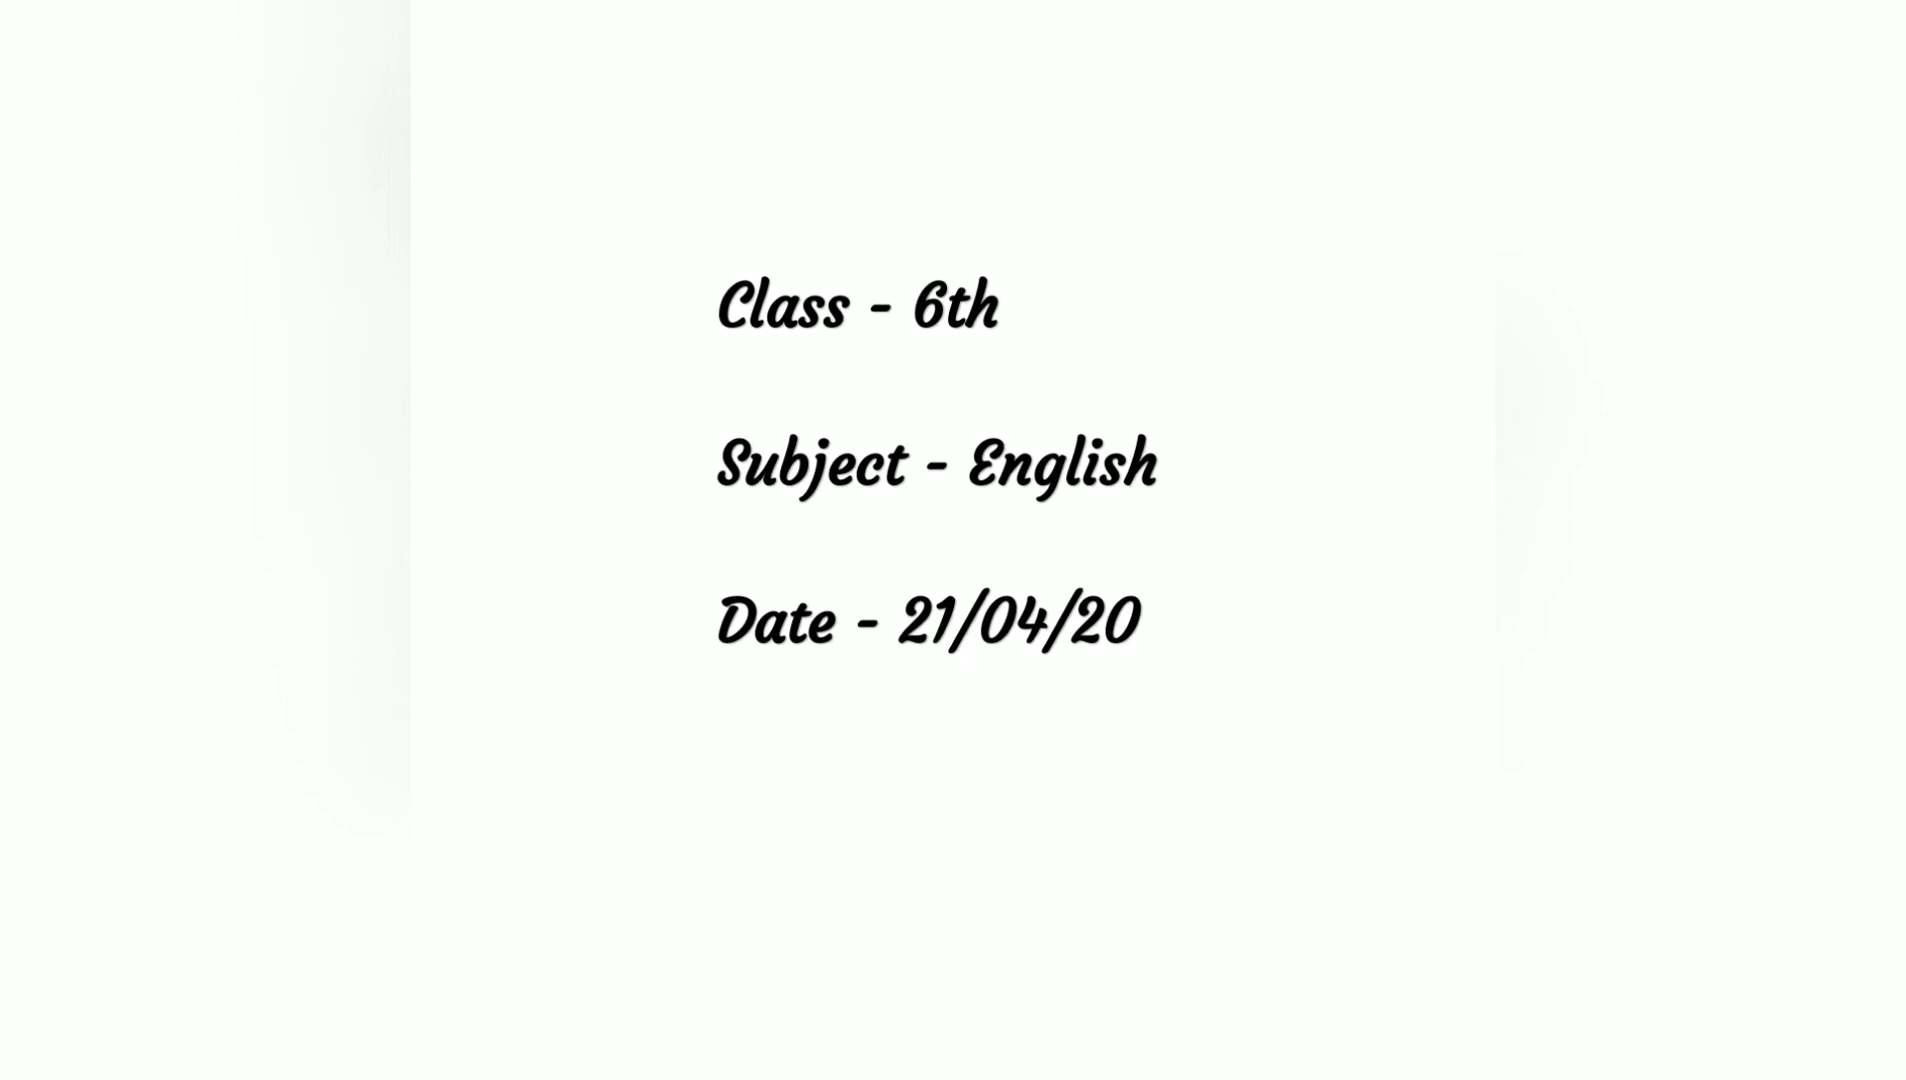 Class - 6th
Subject - English
Date - 21/04/20